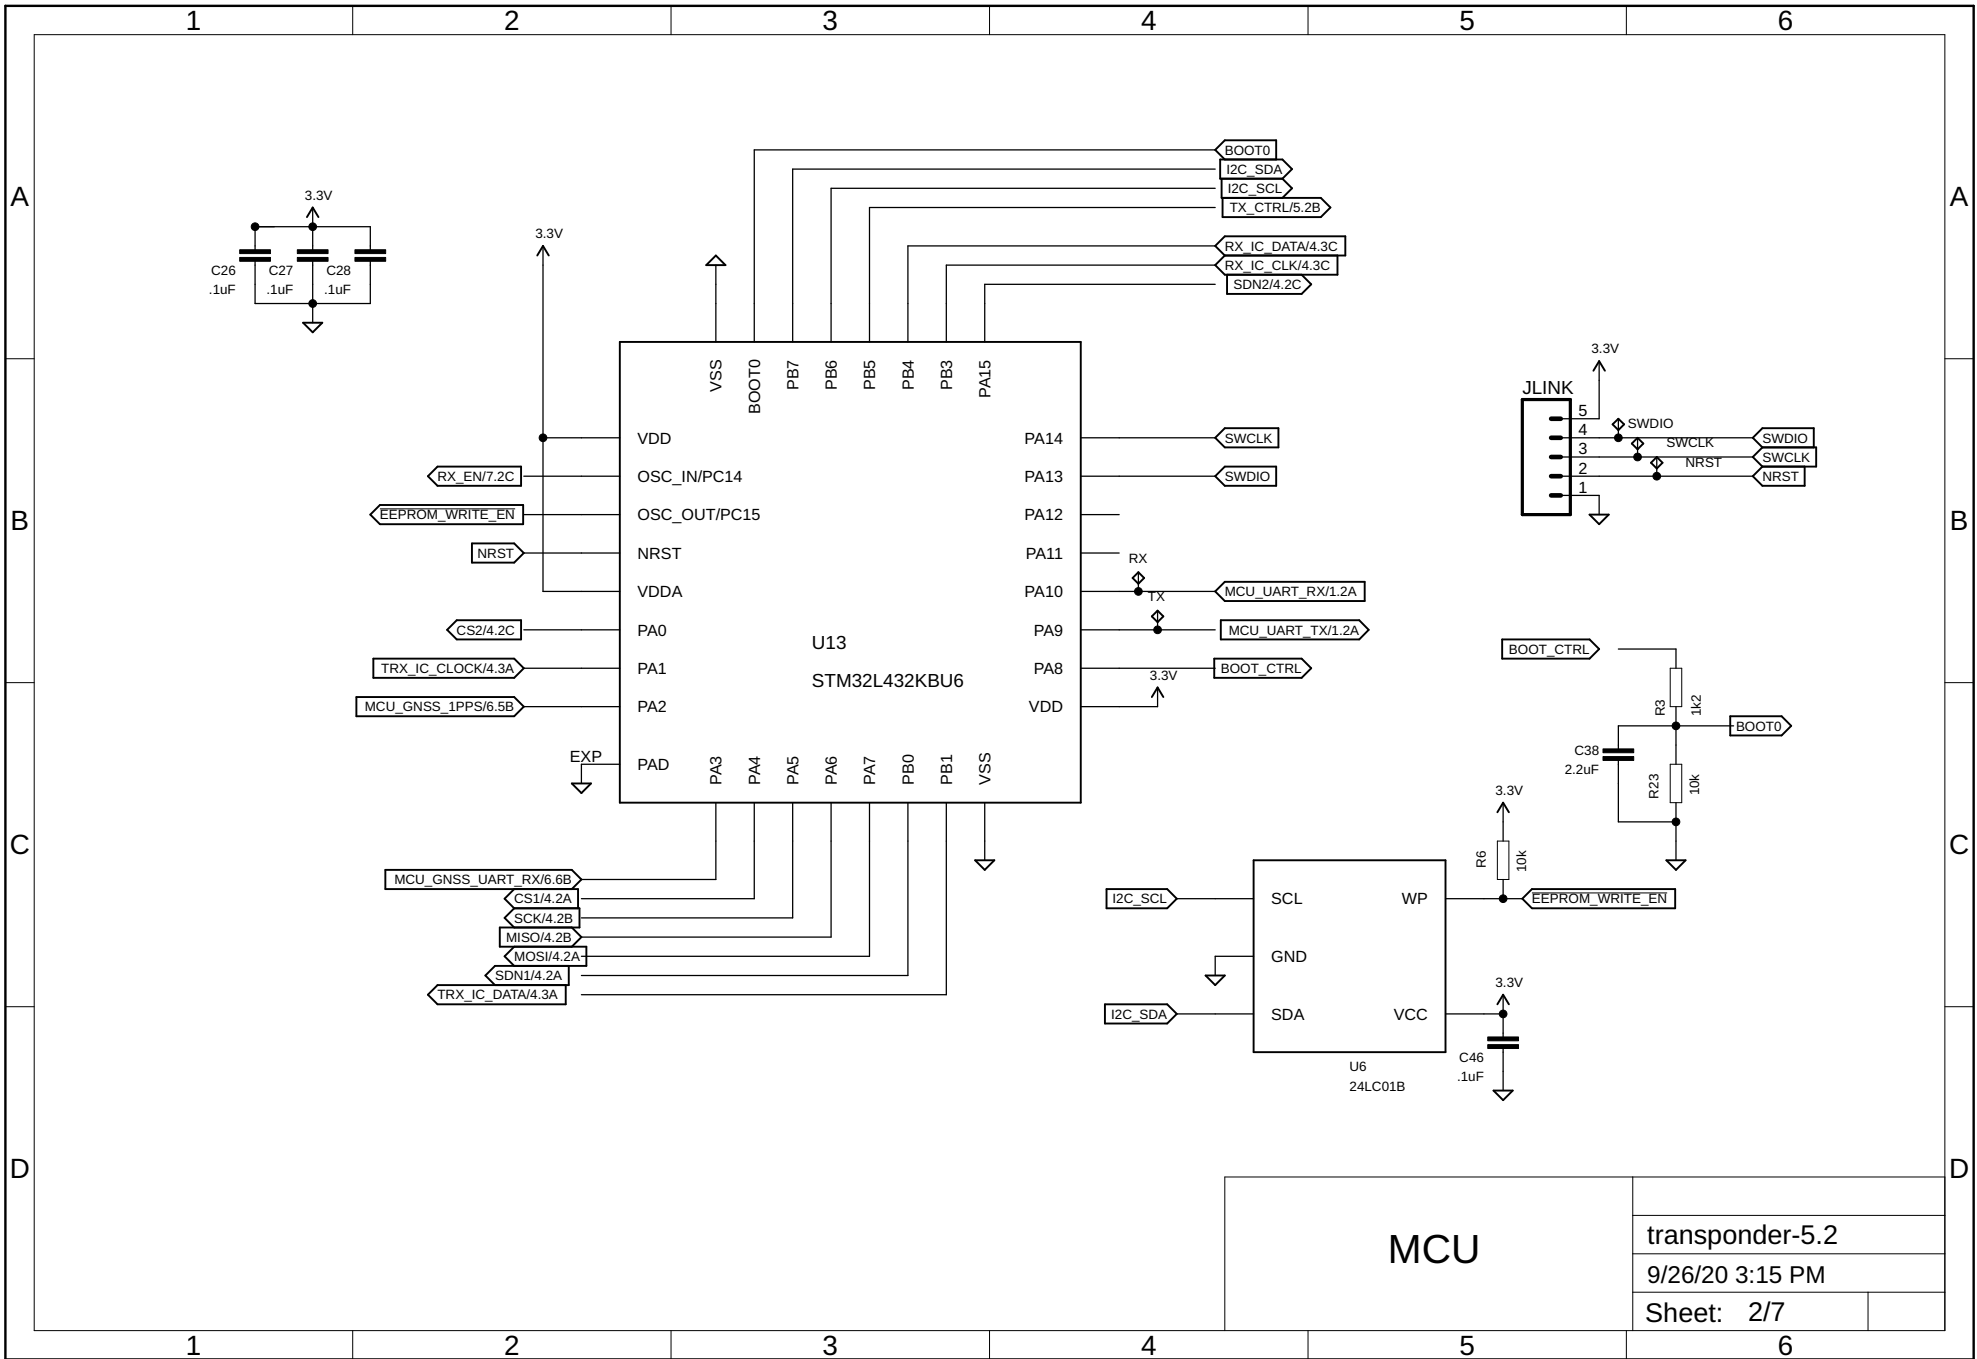 1 2 3 4 5 6
A A
B B
C C
D D
3.3V
C26 C27 C28
.1uF .1uF .1uF
3.3V
BOOT0
I2C_SDA
I2C_SCL
TX_CTRL/5.2B
RX_IC_DATA/4.3C
RX_IC_CLK/4.3C
SDN2/4.2C
VSS BOOT0 PB7 PB6 PB5 PB4 PB3 PA15
VDD
OSC_IN/PC14
OSC_OUT/PC15
NRST
VDDA
PA0
PA1
PA2
PAD
EXP
RX_EN/7.2C
EEPROM_WRITE_EN
NRST
CS2/4.2C
TRX_IC_CLOCK/4.3A
MCU_GNSS_1PPS/6.5B
U13
STM32L432KBU6
PA14
PA13
PA12
PA11
PA10
PA9
PA8
VDD
SWCLK
SWDIO
RX
MCU_UART_RX/1.2A
TX
MCU_UART_TX/1.2A
BOOT_CTRL
3.3V
PA3 PA4 PA5 PA6 PA7 PB0 PB1 VSS
MCU_GNSS_UART_RX/6.6B
CS1/4.2A
SCK/4.2B
MISO/4.2B
MOSI/4.2A
SDN1/4.2A
TRX_IC_DATA/4.3A
3.3V
JLINK
5
4
3
2
1
SWDIO
SWCLK
NRST
SWDIO
SWCLK
NRST
BOOT_CTRL
R3 1k2
BOOT0
C38
2.2uF
R23 10k
3.3V
R6 10k
I2C_SCL
SCL WP
EEPROM_WRITE_EN
GND
3.3V
I2C_SDA
SDA VCC
U6
24LC01B
C46
.1uF
MCU
transponder-5.2
9/26/20 3:15 PM
Sheet: 2/7
1 2 3 4 5 6